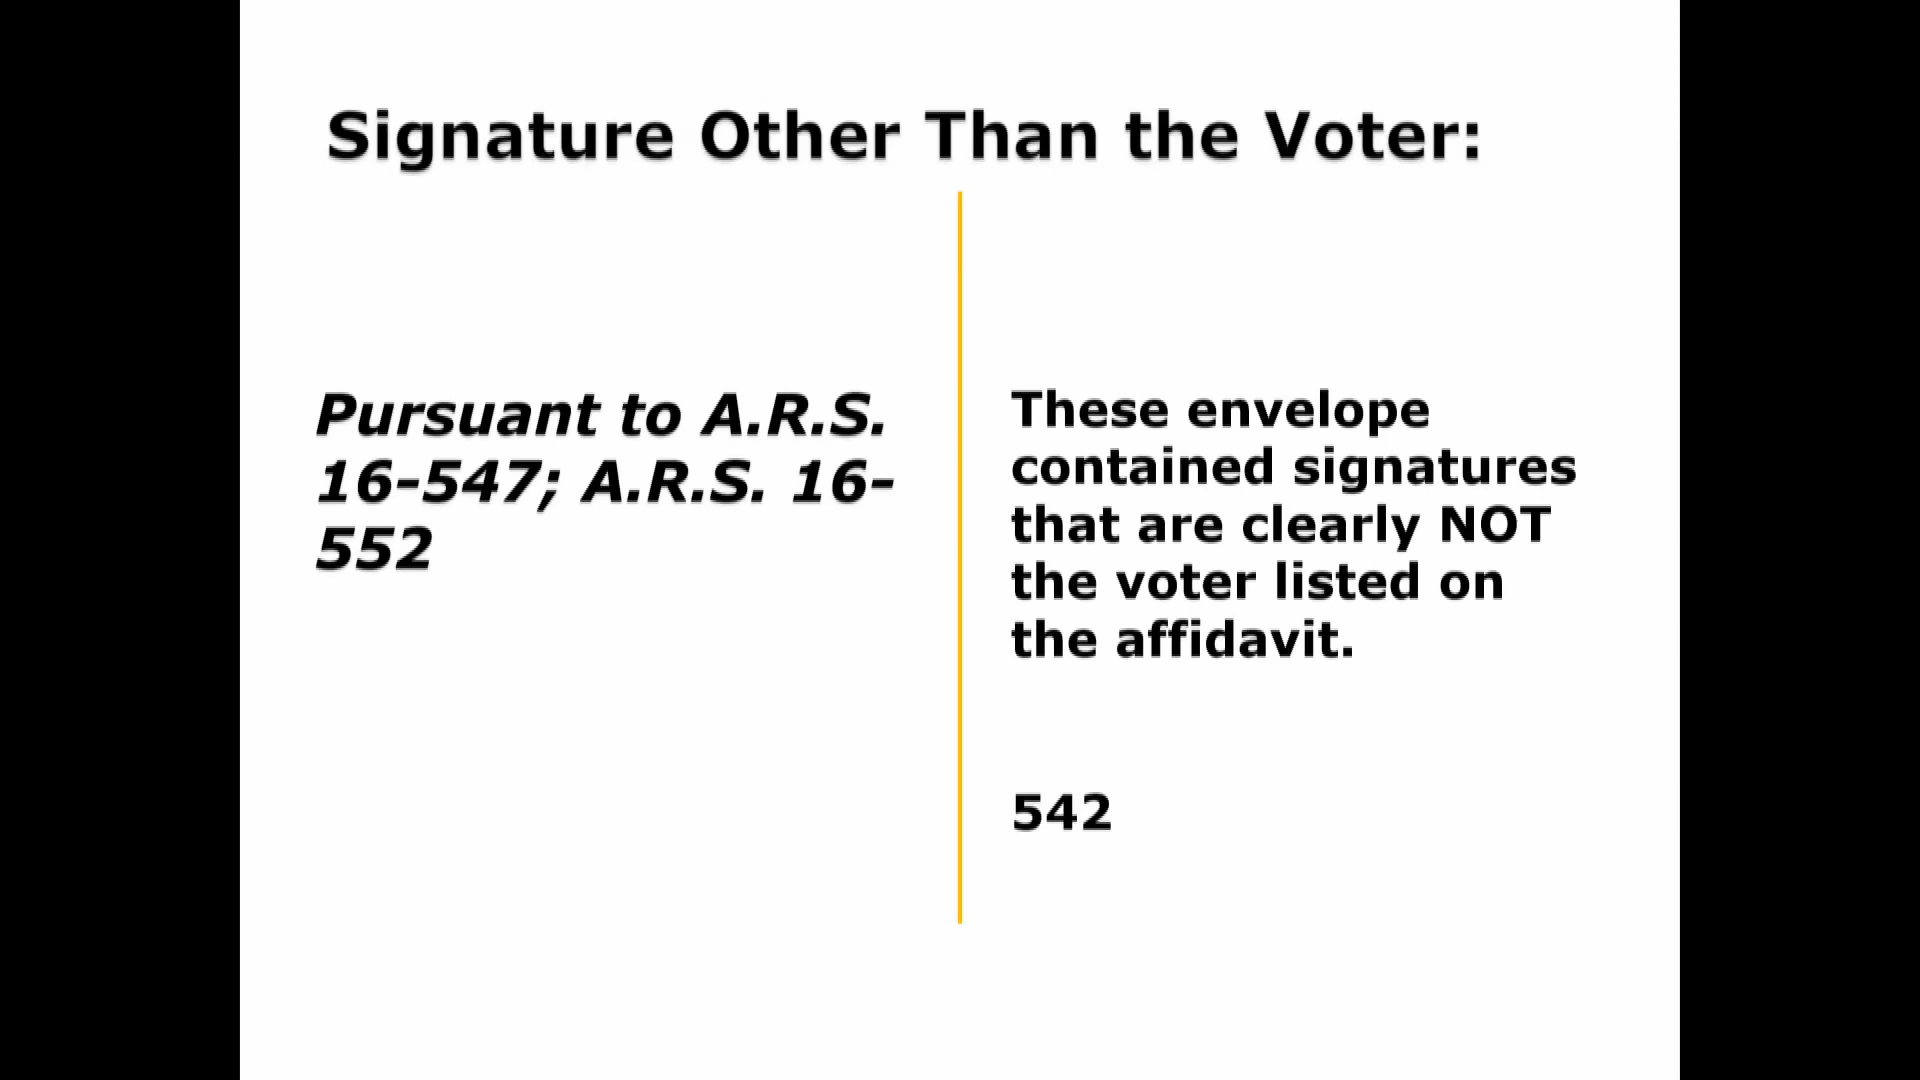 Signature Other Than the Voter:
Pursuant to A.R.S.
16-547; A.R.S. 16-
552
These envelope
contained signatures
that are clearly NOT
the voter listed on
the affidavit.
542